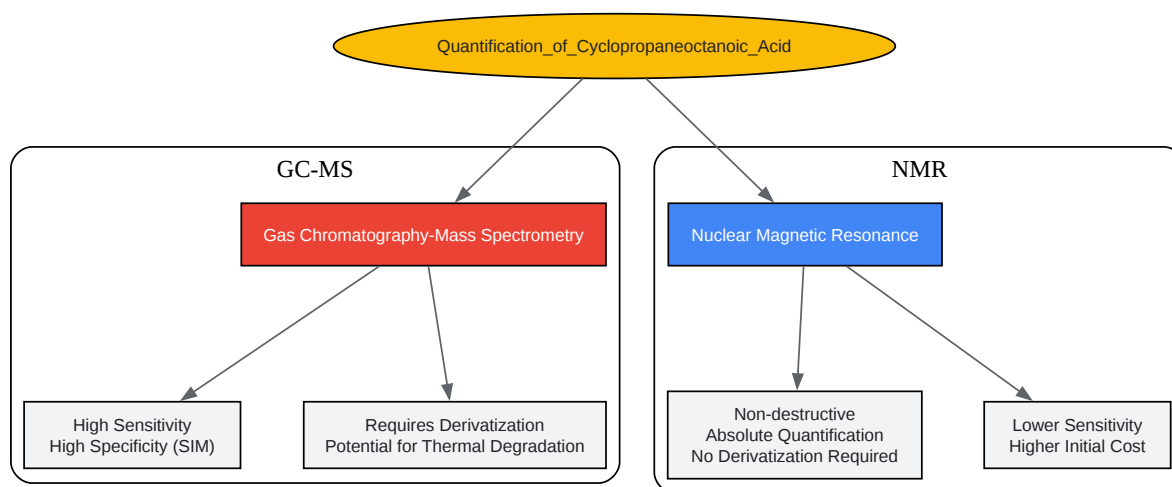 Quantification_of_Cyclopropaneoctanoic_Acid
GC-MS
Gas Chromatography-Mass Spectrometry
High Sensitivity
High Specificity (SIM)
Requires Derivatization
Potential for Thermal Degradation
NMR
Nuclear Magnetic Resonance
Non-destructive
Absolute Quantification
No Derivatization Required
Lower Sensitivity
Higher Initial Cost